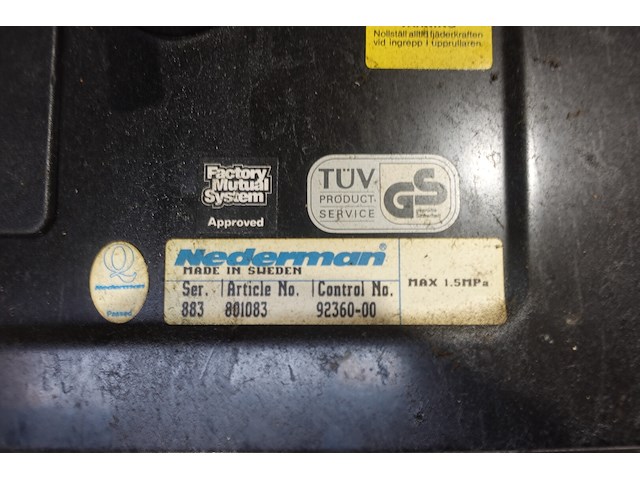 Nollställ alltid fjäderkraften
vid ingrepp i upprullaren.
Factory
Mutual
System
Approved
TÜV
PRODUCT
SERVICE
GS
Q
Nederman
Passed
Nederman®
MADE IN SWEDEN
Ser. Article No. Control No.
883 801083 92360-00
MAX 1.5MPa